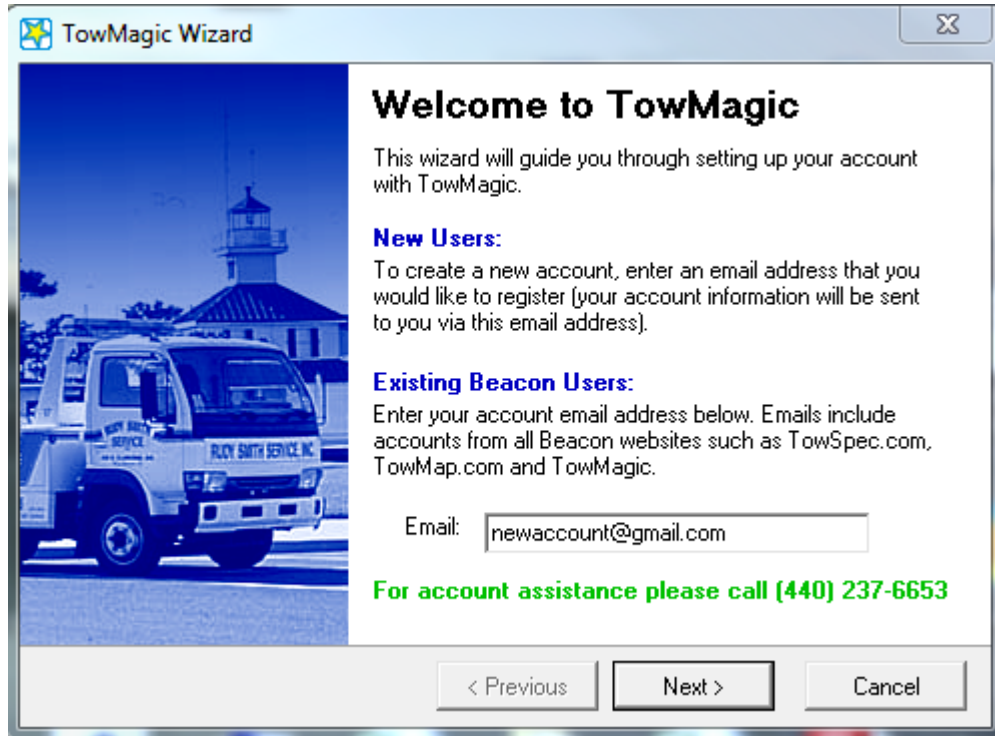 TowMagic Wizard
Welcome to TowMagic
This wizard will guide you through setting up your account
with TowMagic.
New Users:
To create a new account, enter an email address that you
would like to register (your account information will be sent
to you via this email address).
Existing Beacon Users:
Enter your account email address below. Emails include
accounts from all Beacon websites such as TowSpec.com,
TowMap.com and TowMagic.
Email: newaccount@gmail.com
For account assistance please call (440) 237-6653
RUDY SMITH
SERVICE
RUDY SMITH SERVICE, INC
< Previous
Next >
Cancel